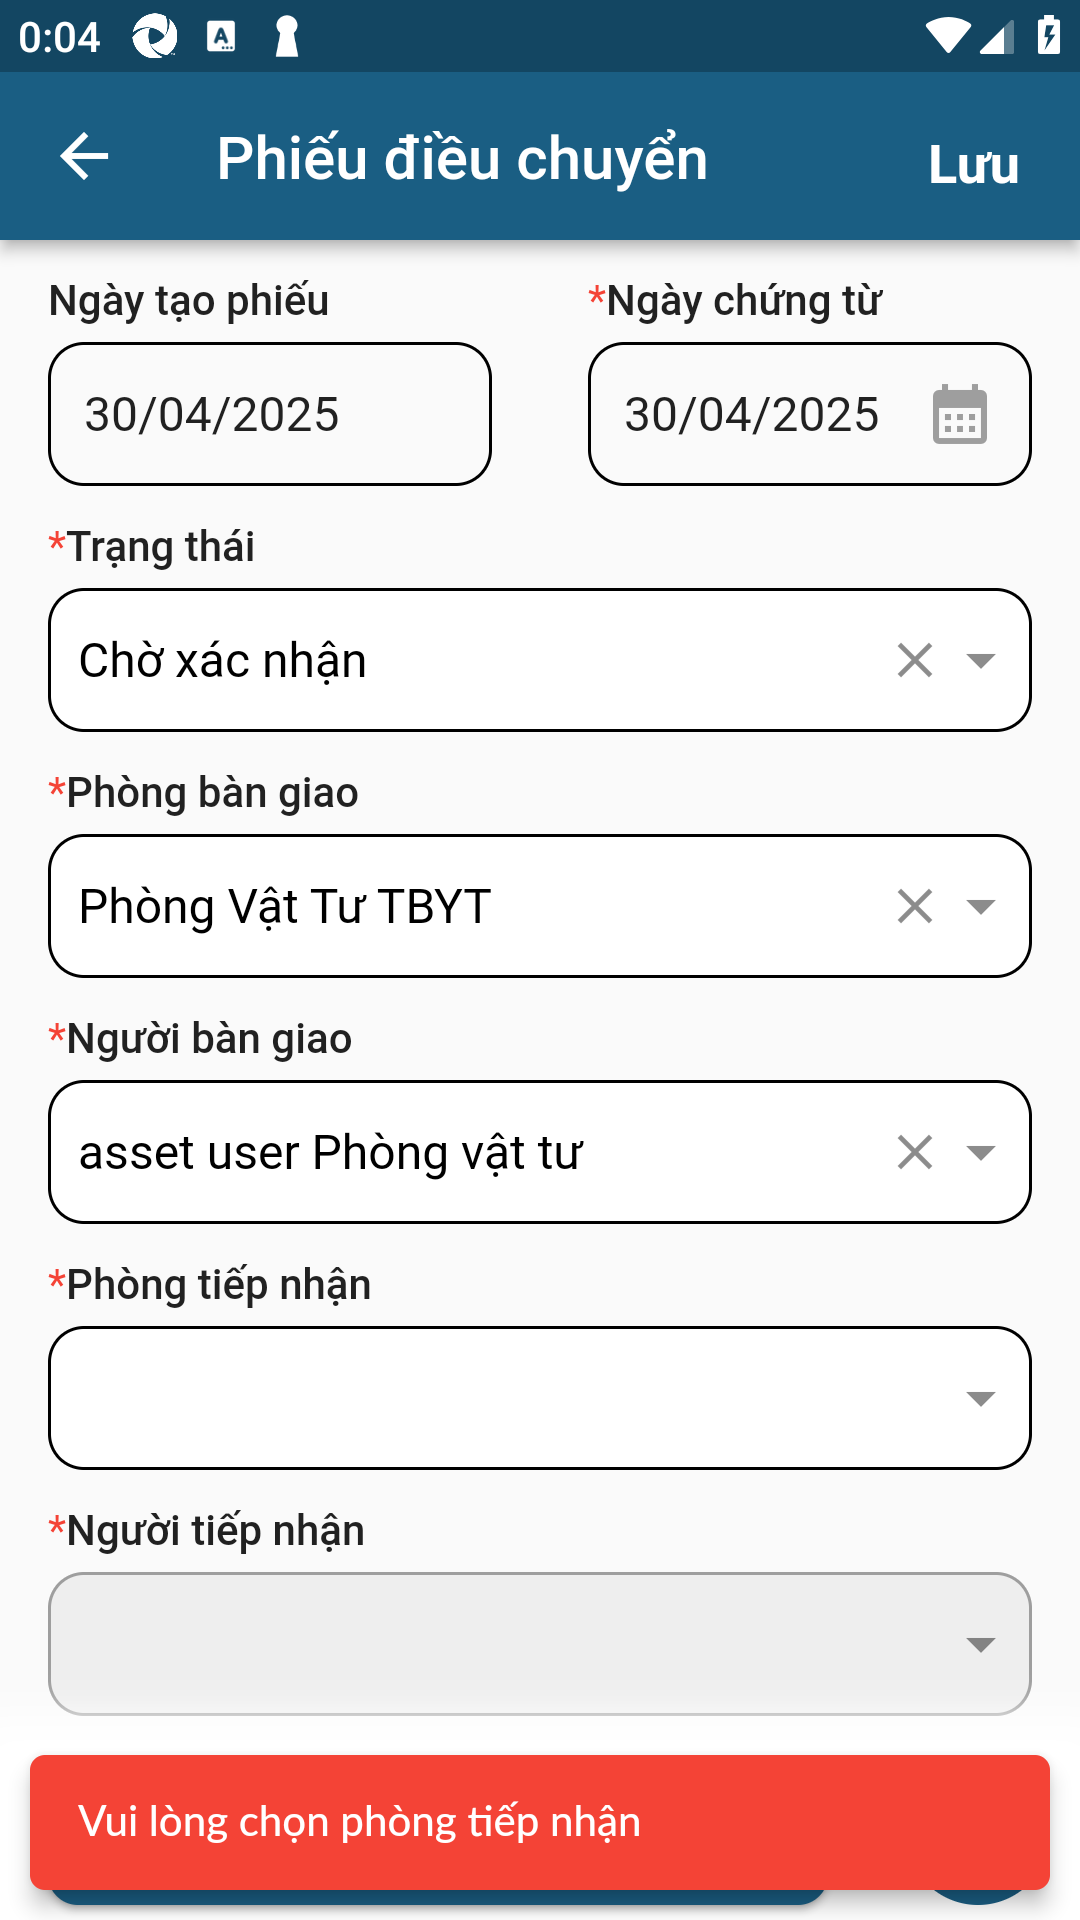 0:04
Phiếu điều chuyển
Lưu
Ngày tạo phiếu
*Ngày chứng từ
30/04/2025
30/04/2025
*Trạng thái
Chờ xác nhận
*Phòng bàn giao
Phòng Vật Tư TBYT
*Người bàn giao
asset user Phòng vật tư
*Phòng tiếp nhận
*Người tiếp nhận
Vui lòng chọn phòng tiếp nhận